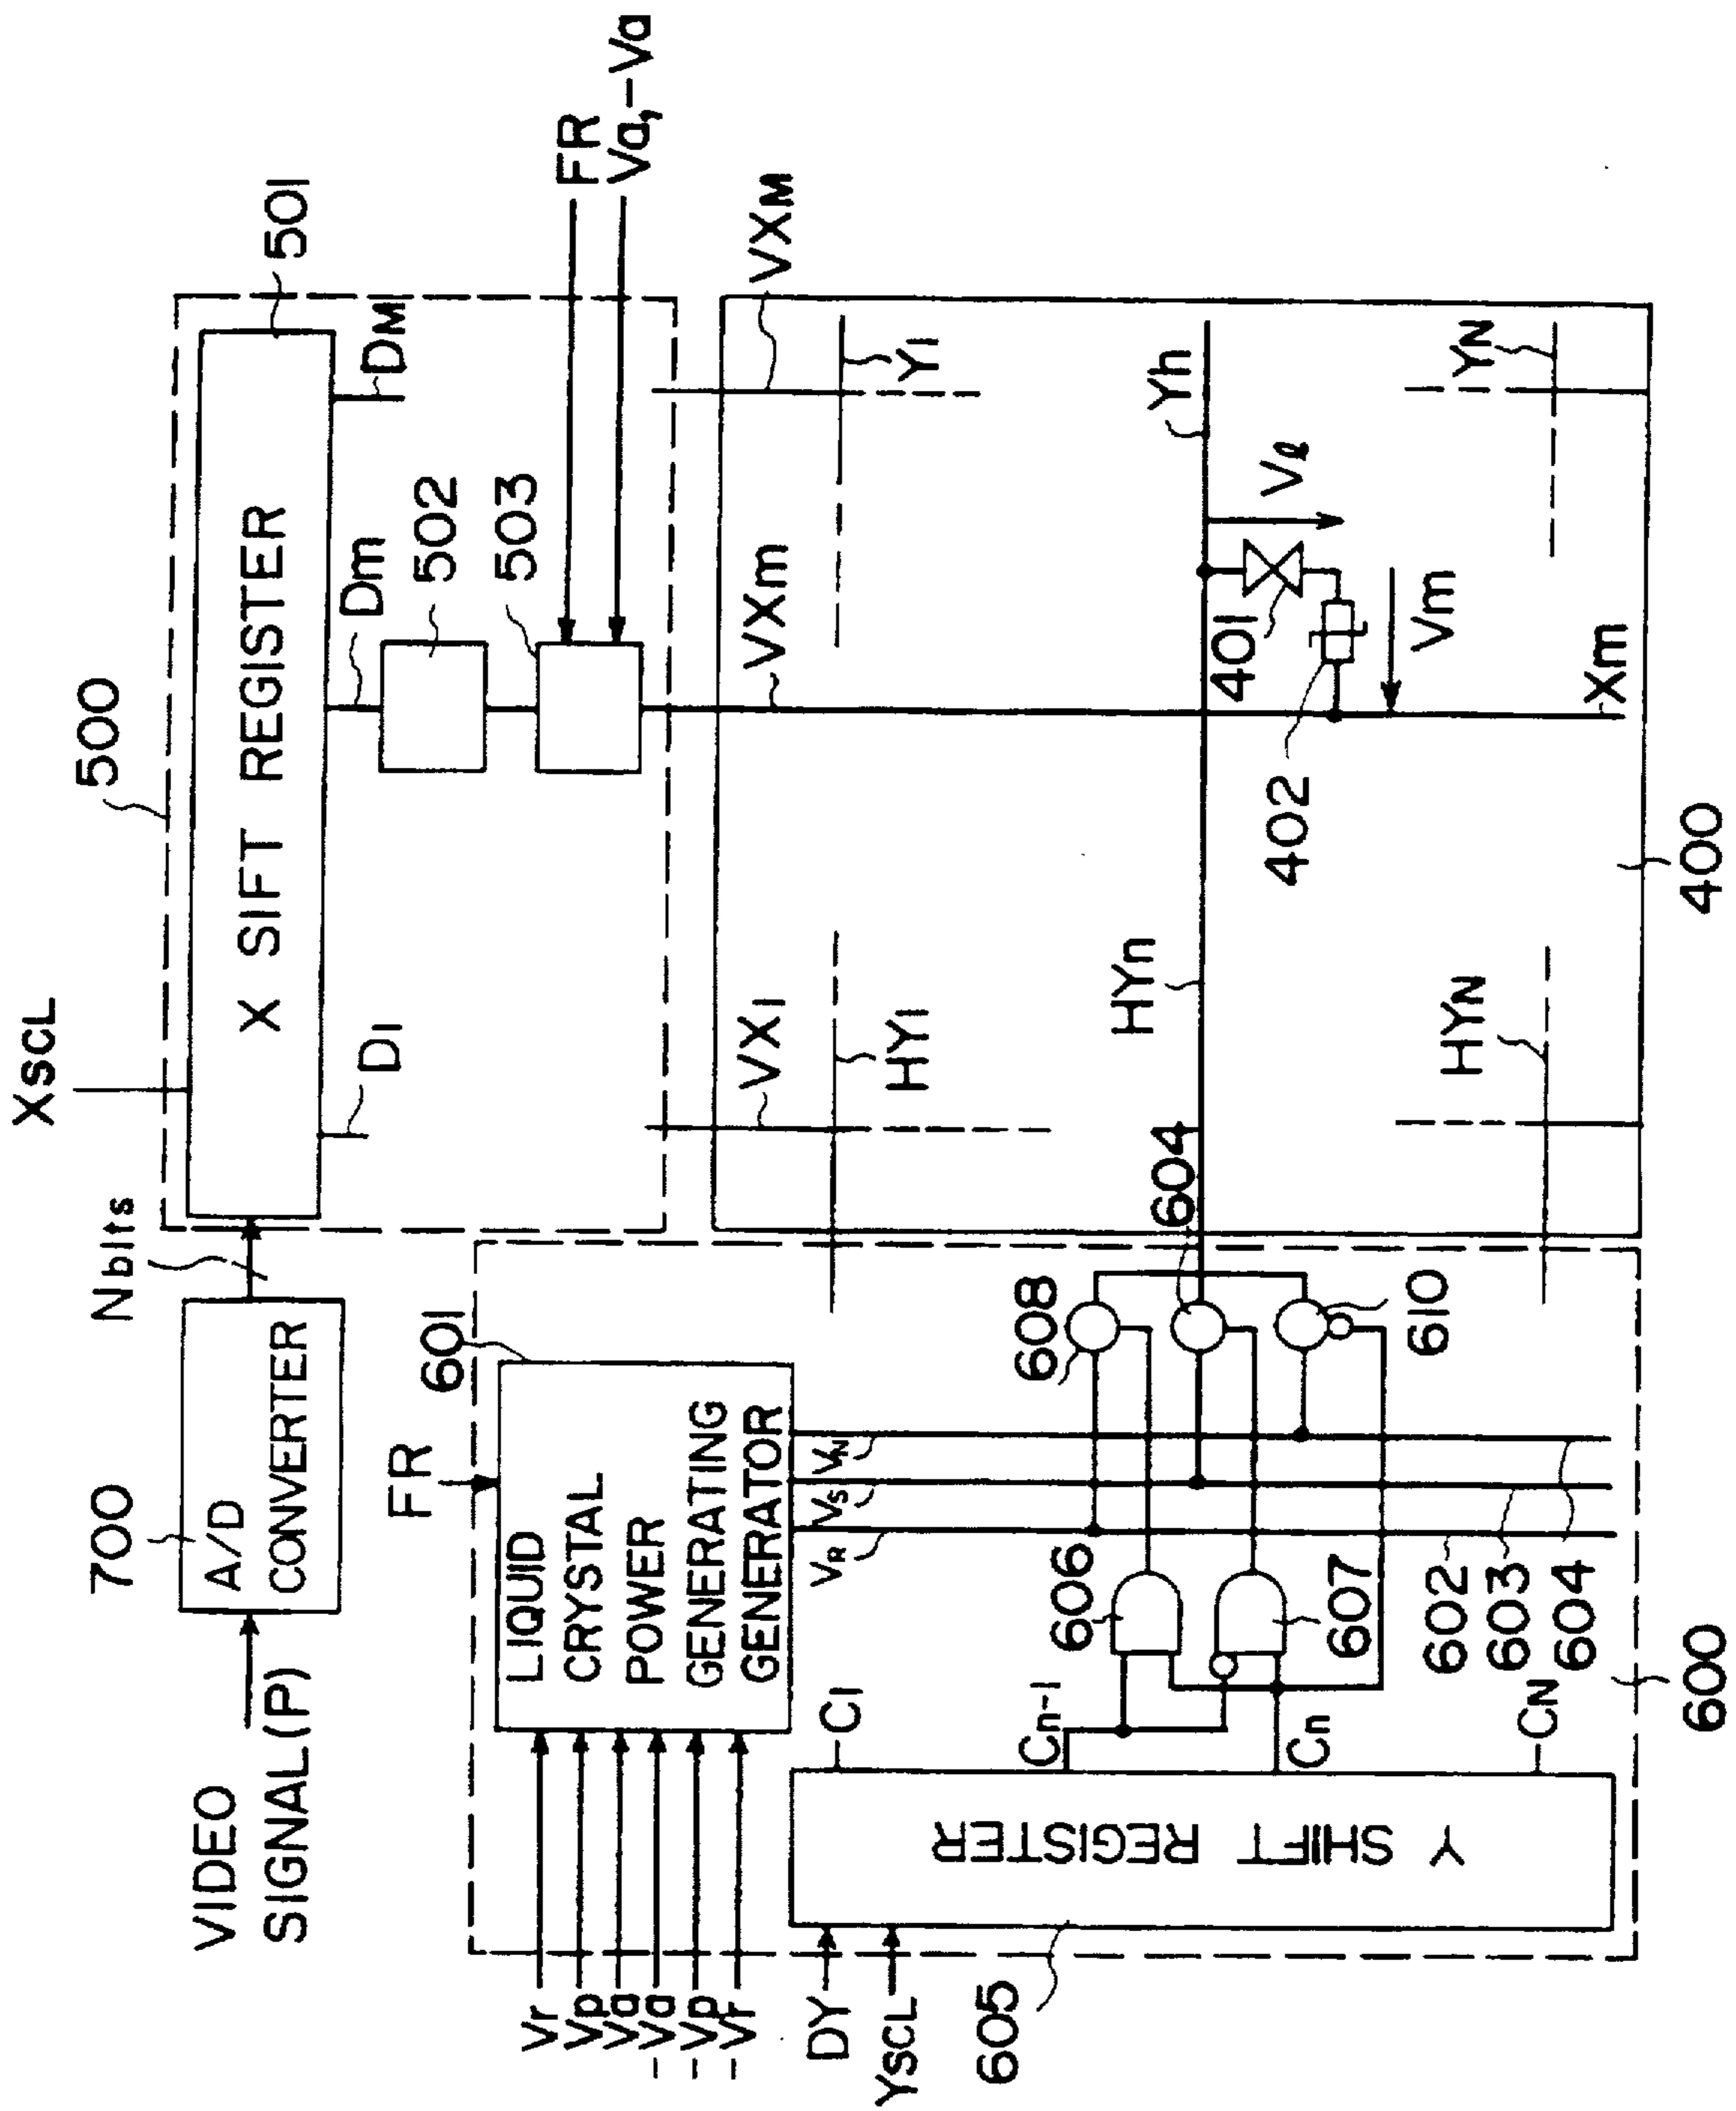 VIDEO
SIGNAL(P)
700
A/D
CONVERTER
Nbits
XSCL
500
X SIFT REGISTER
501
D1
Dm
DM
502
503
FR
Va,-Va
FR
601
LIQUID
CRYSTAL
POWER
GENERATING
GENERATOR
Vr
Vp
Va
-Va
-Vp
-Vr
VR
VS
VN
DY
YSCL
605
Y SHIFT REGISTER
C1
Cn-1
Cn
CN
606
607
608
604
610
602
603
604
600
VX1
VXm
VXM
HY1
Y1
HYn
Yh
HYN
YN
401
402
Vℓ
Vm
Xm
400